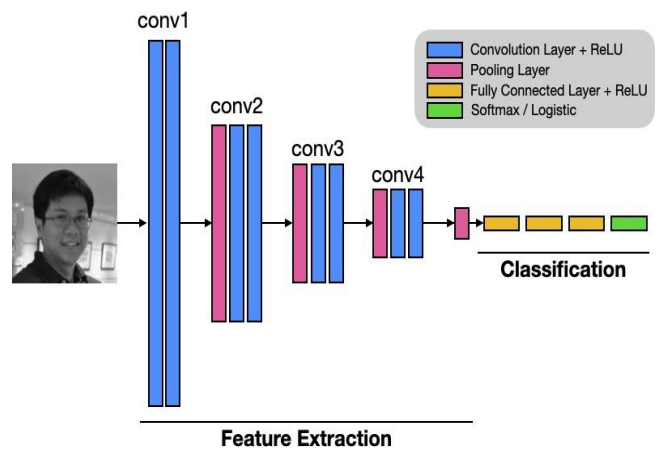 conv1
conv2
conv3
conv4
Convolution Layer + ReLU
Pooling Layer
Fully Connected Layer + ReLU
Softmax / Logistic
Classification
Feature Extraction